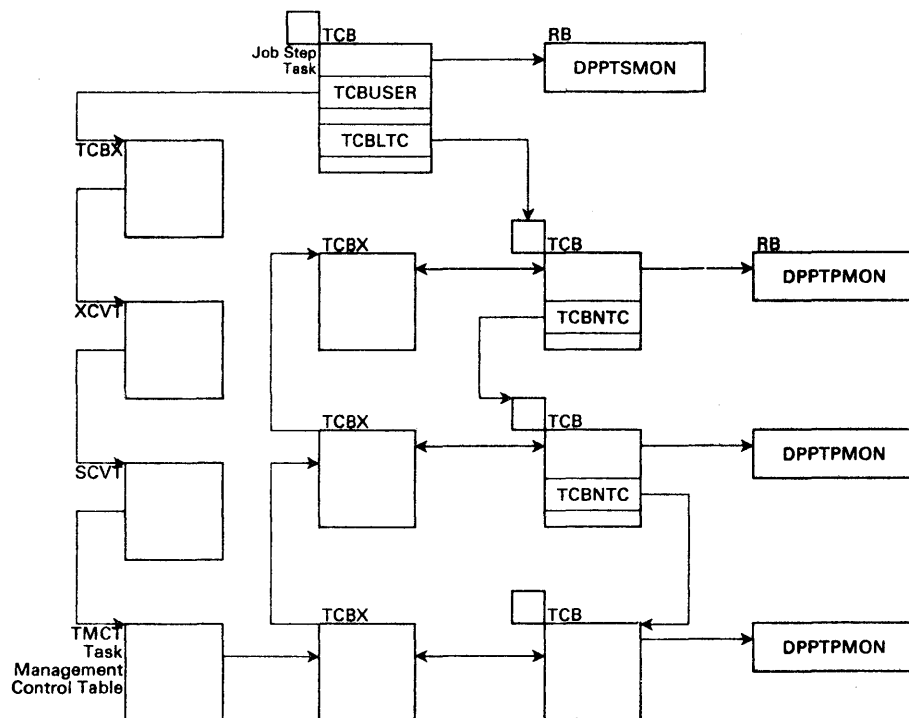 TCB
Job Step
Task
TCBUSER
TCBLTC
RB
DPPTSMON
TCBX
TCBX
TCB
TCBNTC
RB
DPPTPMON
XCVT
TCBX
TCB
TCBNTC
DPPTPMON
SCVT
TCBX
TCB
DPPTPMON
TMCT
Task
Management
Control Table